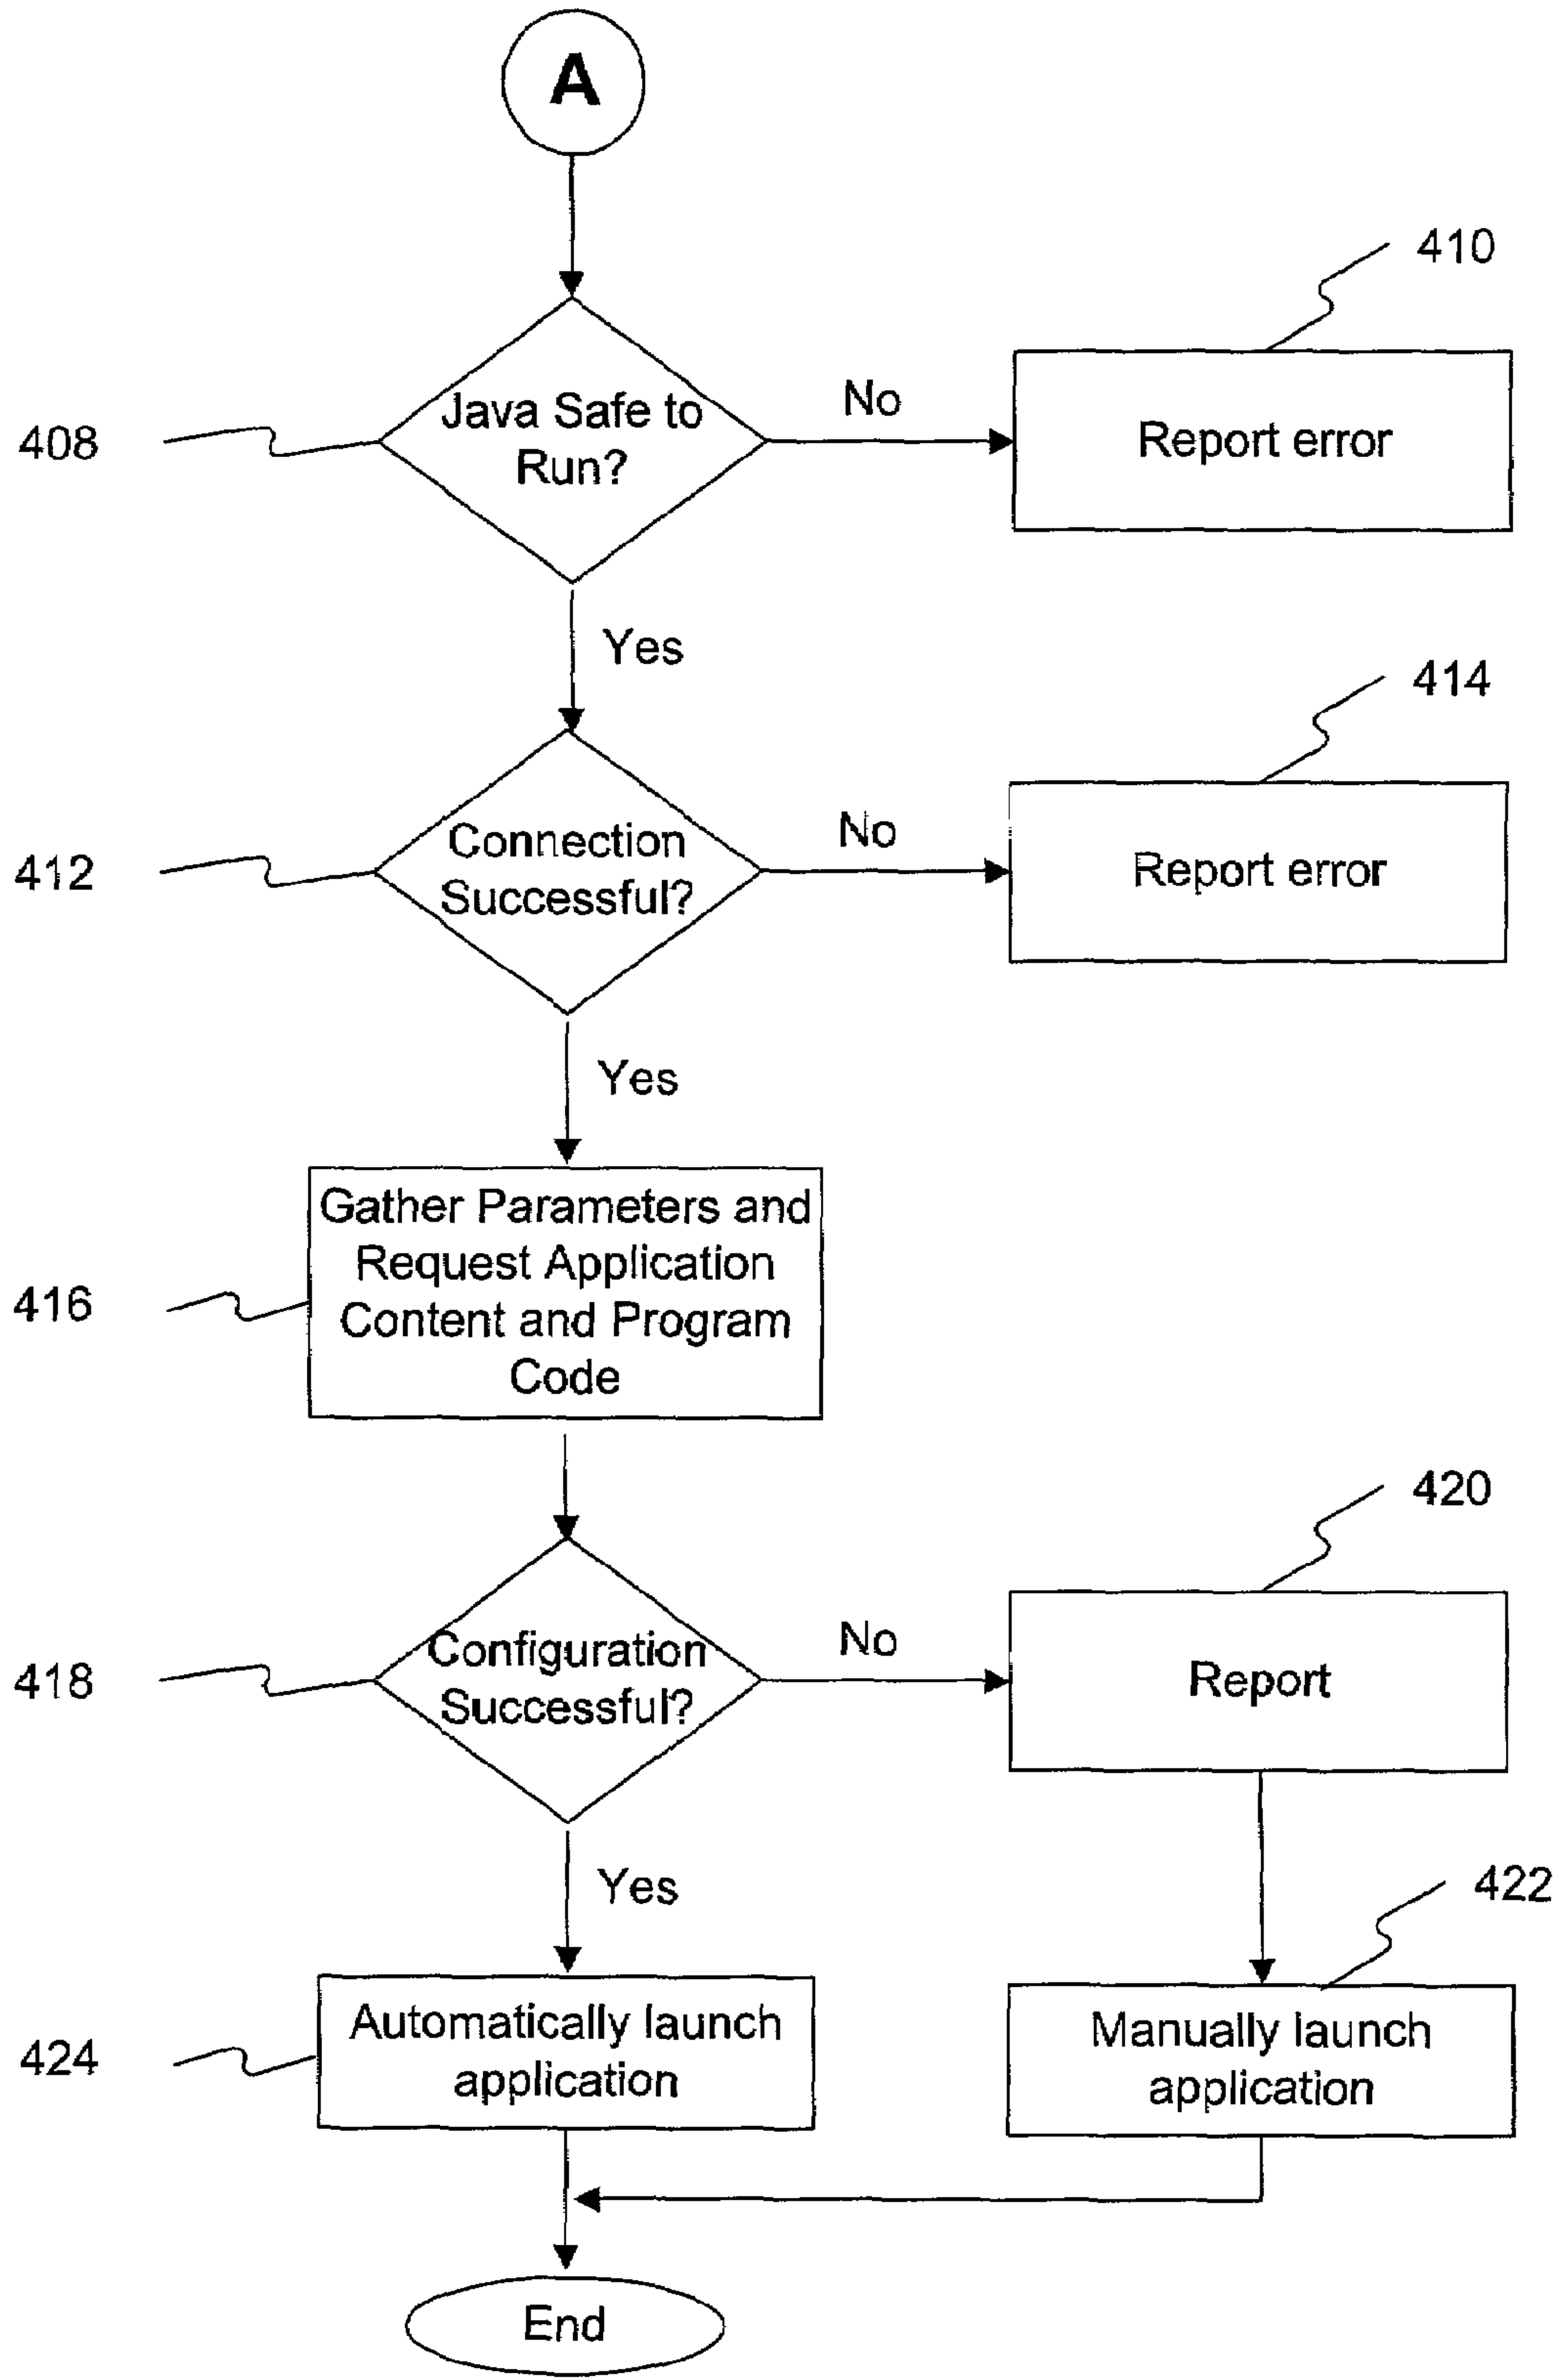 A
410
Java Safe to
Run?
No
Report error
408
Yes
414
Connection
Successful?
No
Report error
412
Yes
Gather Parameters and
Request Application
Content and Program
Code
416
420
Configuration
Successful?
No
Report
418
Yes
422
Automatically launch
application
Manually launch
application
424
End